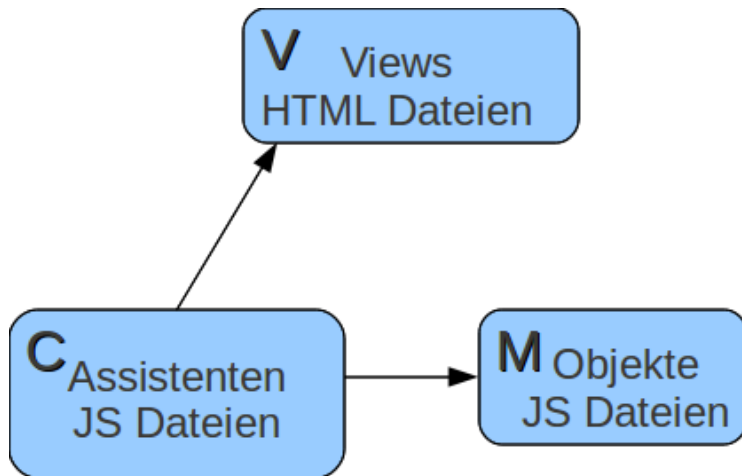 V Views
HTML Dateien
C Assistenten
JS Dateien
M Objekte
JS Dateien